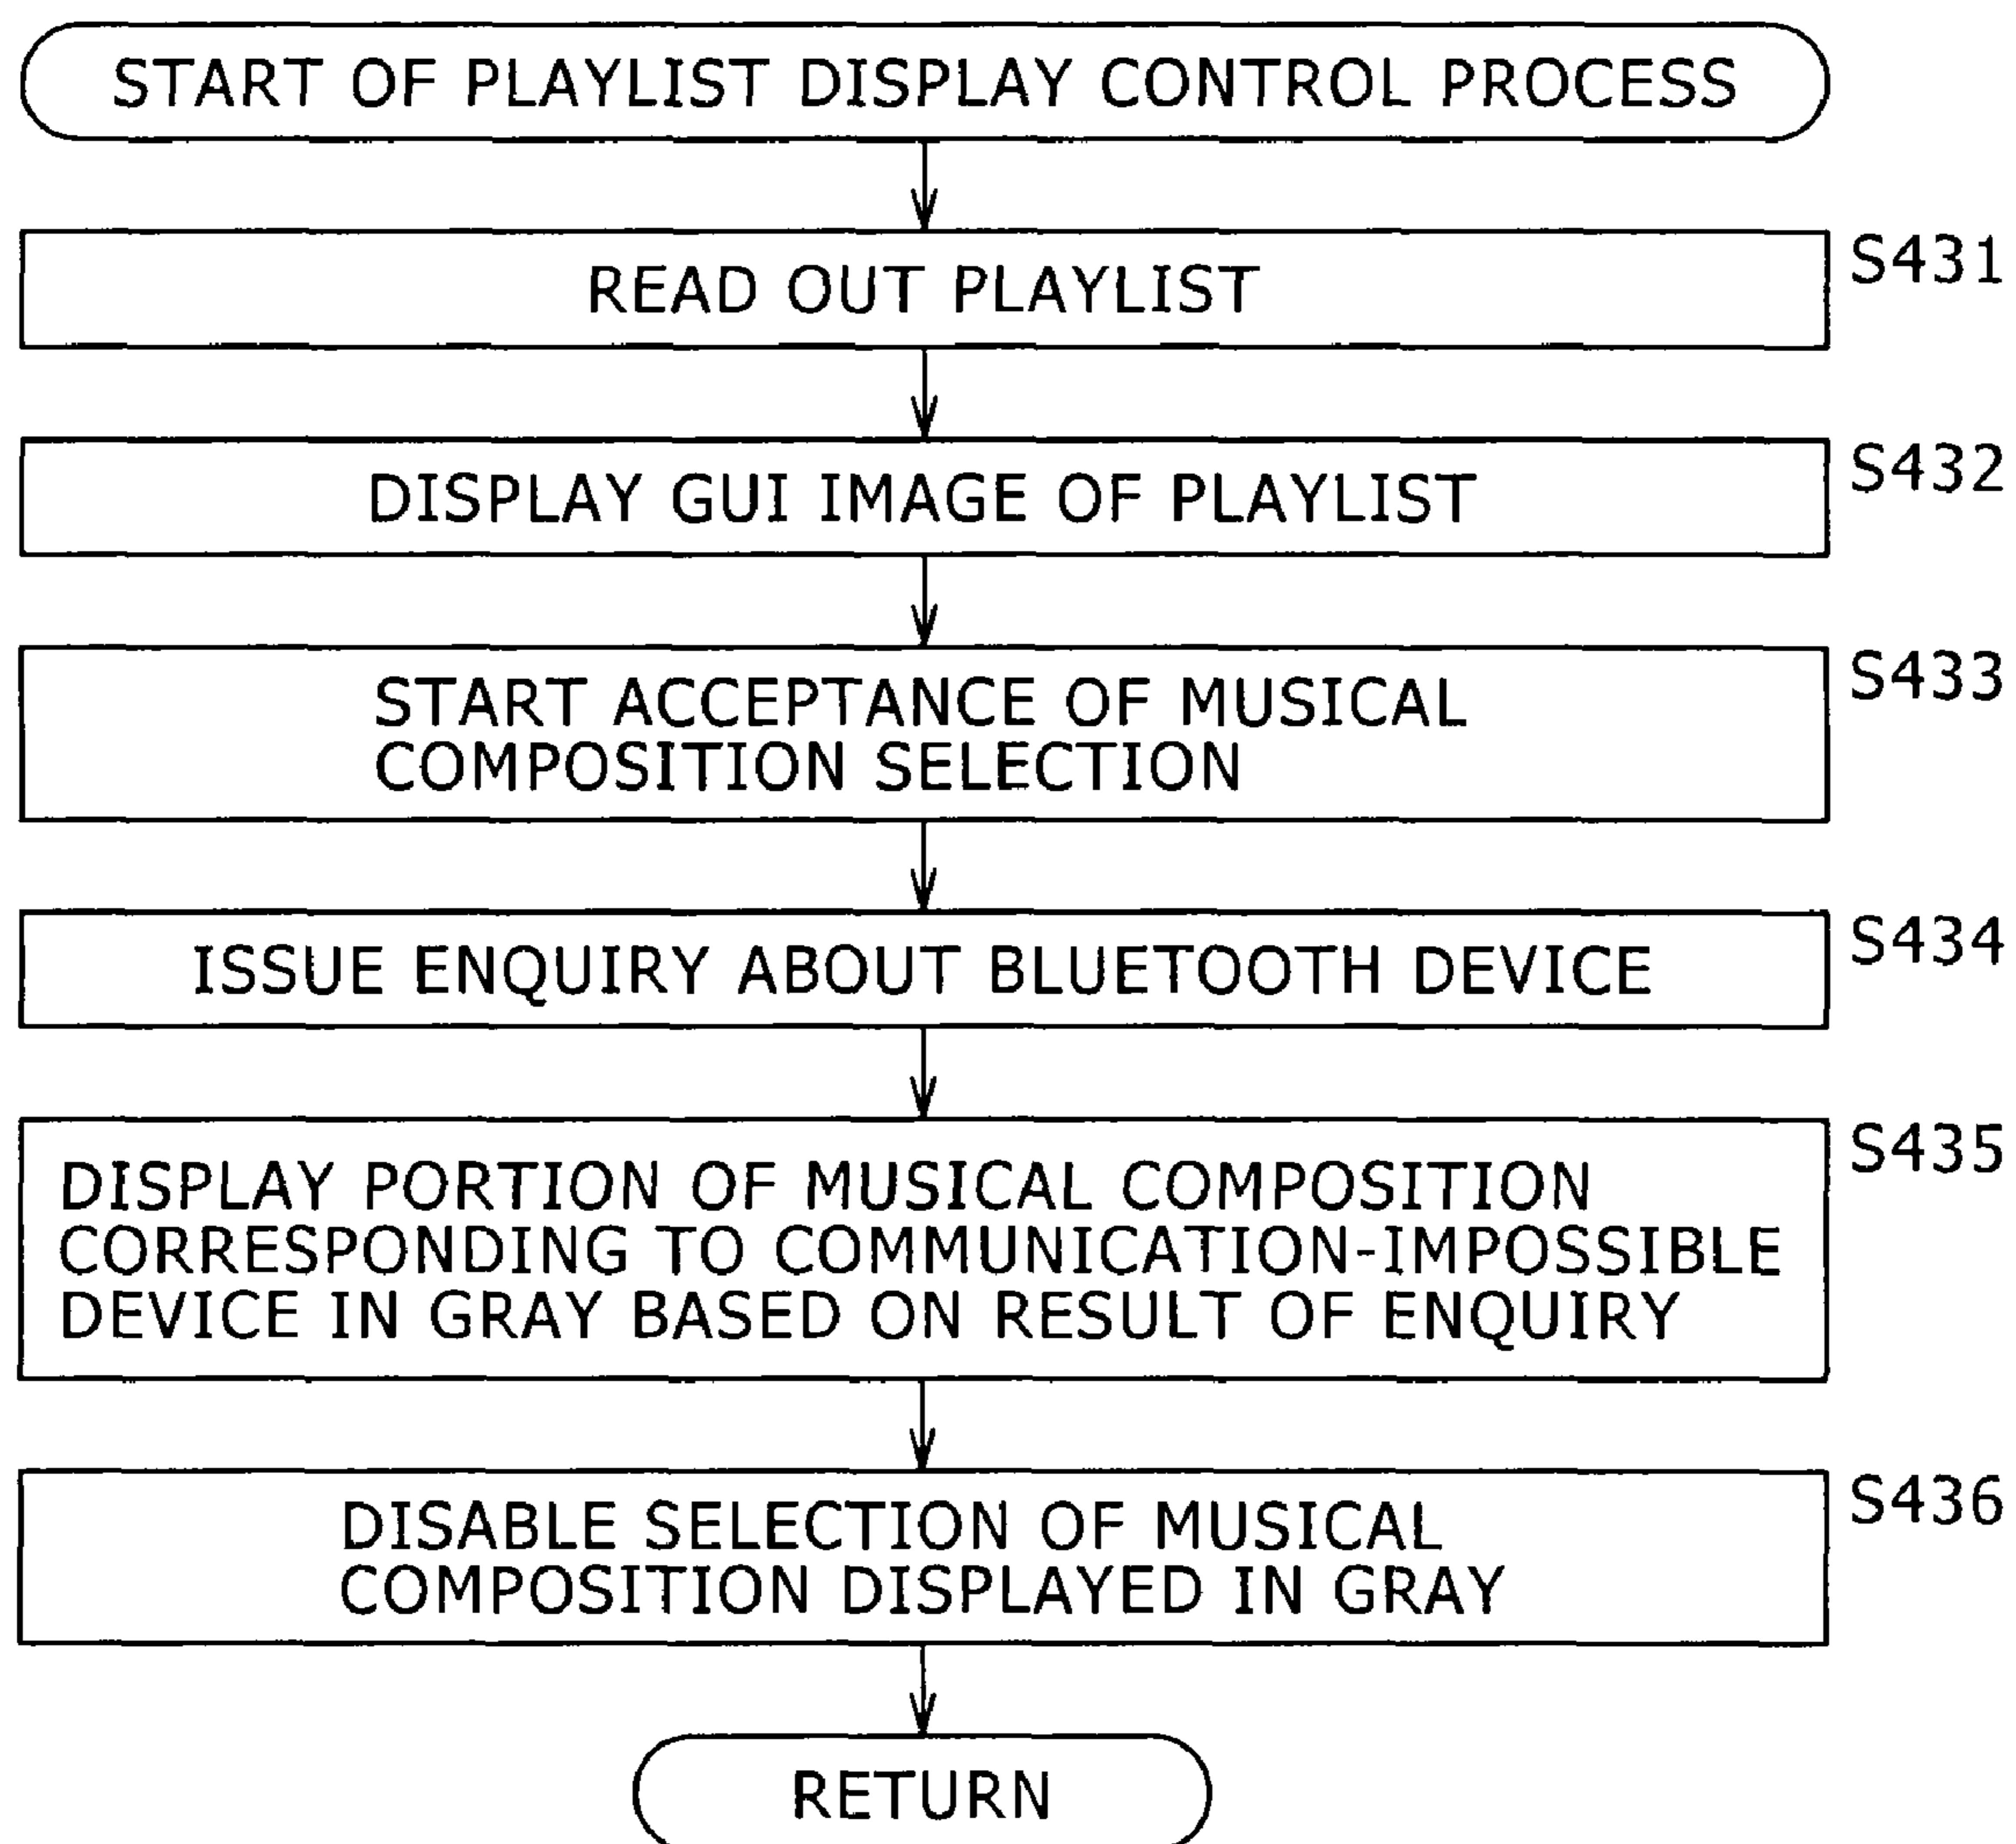 START OF PLAYLIST DISPLAY CONTROL PROCESS
S431
READ OUT PLAYLIST
S432
DISPLAY GUI IMAGE OF PLAYLIST
S433
START ACCEPTANCE OF MUSICAL
COMPOSITION SELECTION
S434
ISSUE ENQUIRY ABOUT BLUETOOTH DEVICE
S435
DISPLAY PORTION OF MUSICAL COMPOSITION
CORRESPONDING TO COMMUNICATION-IMPOSSIBLE
DEVICE IN GRAY BASED ON RESULT OF ENQUIRY
S436
DISABLE SELECTION OF MUSICAL
COMPOSITION DISPLAYED IN GRAY
RETURN